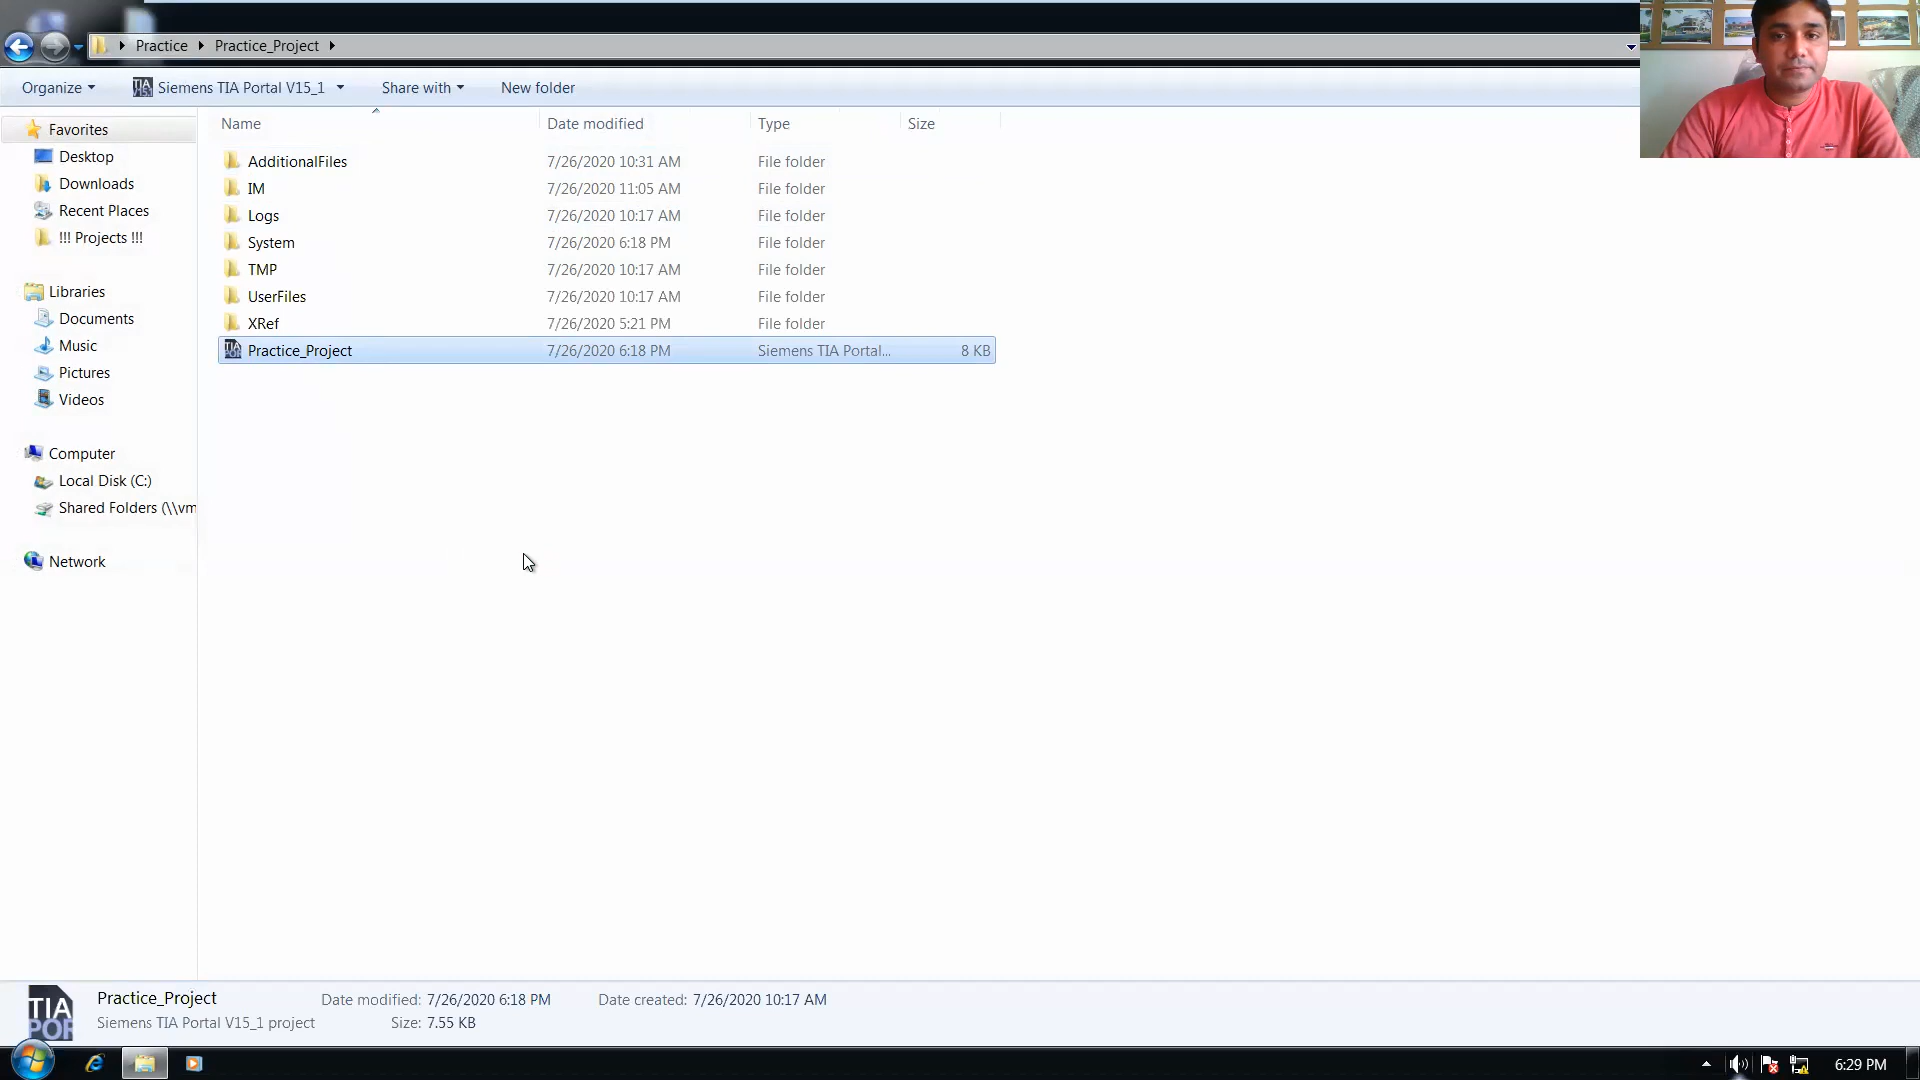 Practice Practice_Project
Organize Siemens TIA Portal V15_1 Share with New folder
Name Date modified Type Size
Favorites
Desktop
Downloads
Recent Places
!!! Projects !!!
Libraries
Documents
Music
Pictures
Videos
Computer
Local Disk (C:)
Shared Folders (\\vm
Network
AdditionalFiles 7/26/2020 10:31 AM File folder
IM 7/26/2020 11:05 AM File folder
Logs 7/26/2020 10:17 AM File folder
System 7/26/2020 6:18 PM File folder
TMP 7/26/2020 10:17 AM File folder
UserFiles 7/26/2020 10:17 AM File folder
XRef 7/26/2020 5:21 PM File folder
Practice_Project 7/26/2020 6:18 PM Siemens TIA Portal... 8 KB
TIA
POR
Practice_Project Date modified: 7/26/2020 6:18 PM Date created: 7/26/2020 10:17 AM
Siemens TIA Portal V15_1 project Size: 7.55 KB
6:29 PM